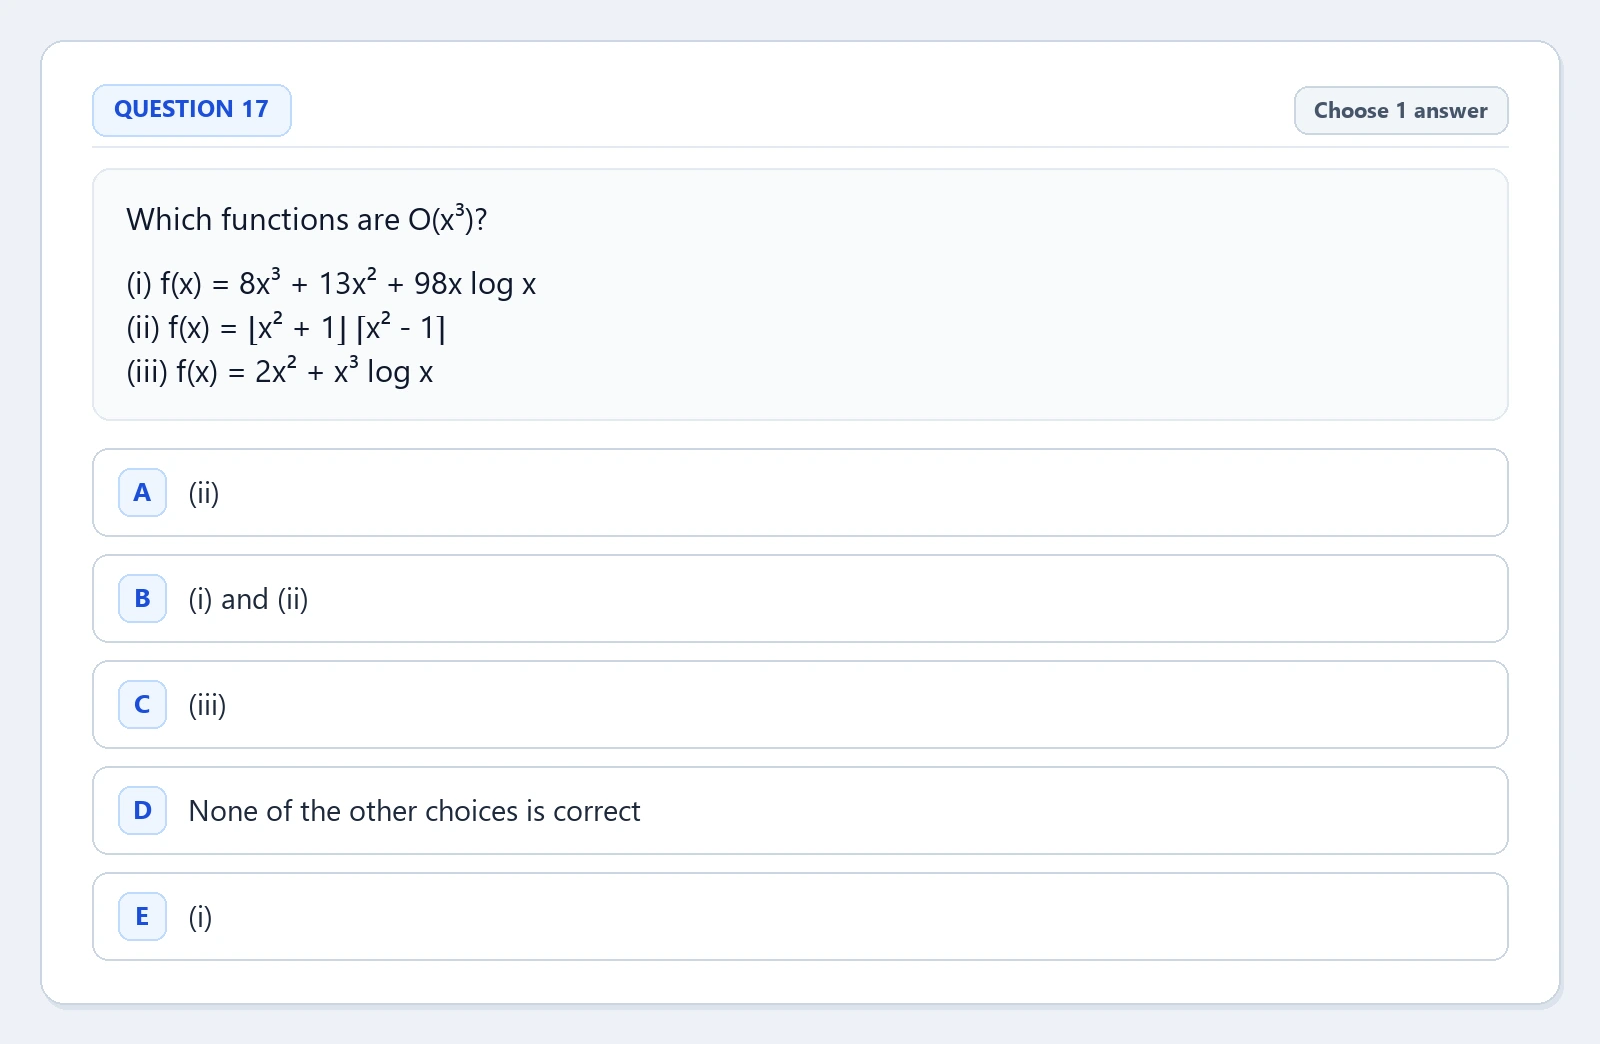 QUESTION 17
Choose 1 answer
Which functions are O(x³)?
(i) f(x) = 8x³ + 13x² + 98x log x
(ii) f(x) = ⌊x² + 1⌋ ⌈x² - 1⌉
(iii) f(x) = 2x² + x³ log x
A (ii)
B (i) and (ii)
C (iii)
D None of the other choices is correct
E (i)